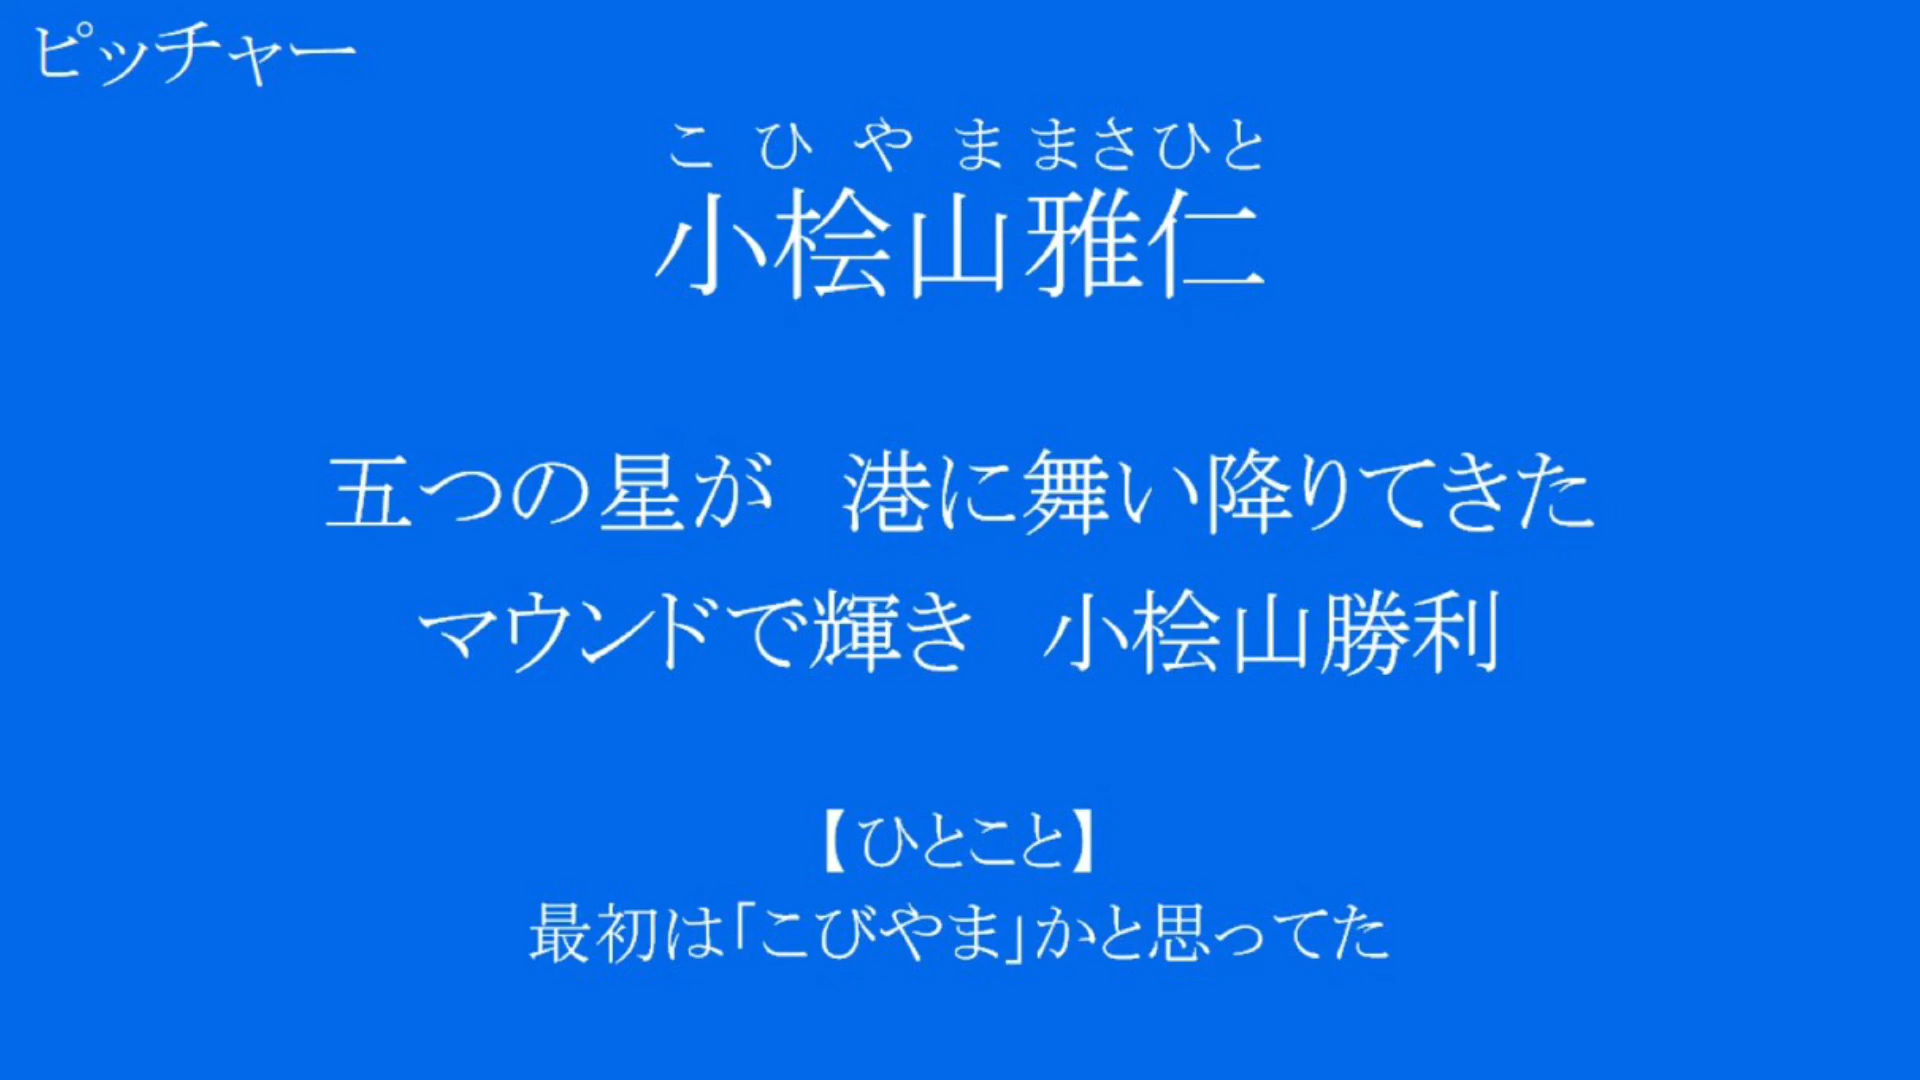 ピッチャー
こひやままさひと
小桧山雅仁
五つの星が　港に舞い降りてきた
マウンドで輝き　小桧山勝利
【ひとこと】
最初は「こびやま」かと思ってた